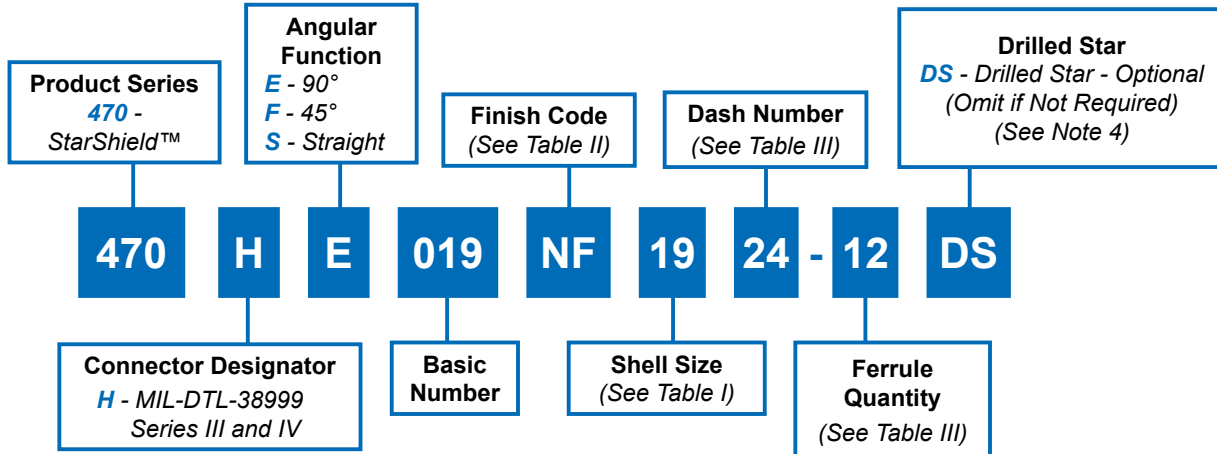 Product Series
470 -
StarShield™
Angular
Function
E - 90°
F - 45°
S - Straight
Finish Code
(See Table II)
Dash Number
(See Table III)
Drilled Star
DS - Drilled Star - Optional
(Omit if Not Required)
(See Note 4)
470 H E 019 NF 19 24 - 12 DS
Connector Designator
H - MIL-DTL-38999
Series III and IV
Basic
Number
Shell Size
(See Table I)
Ferrule
Quantity
(See Table III)